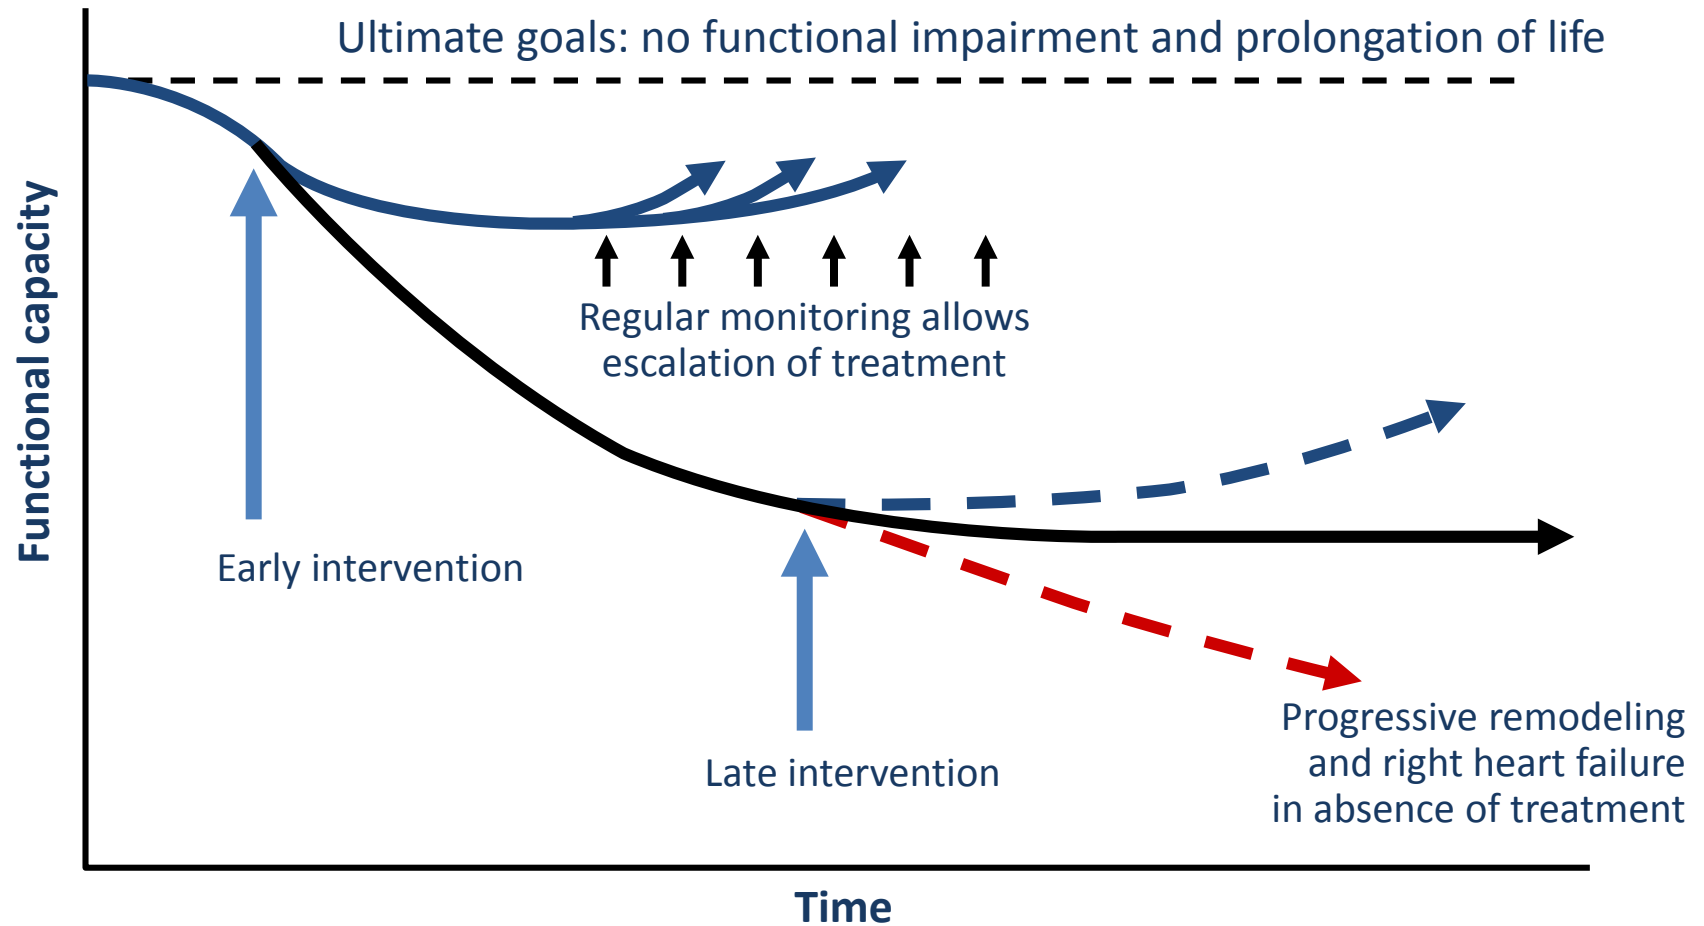 Ultimate goals: no functional impairment and prolongation of life
Functional capacity
Regular monitoring allows
escalation of treatment
Early intervention
Late intervention
Progressive remodeling
and right heart failure
in absence of treatment
Time